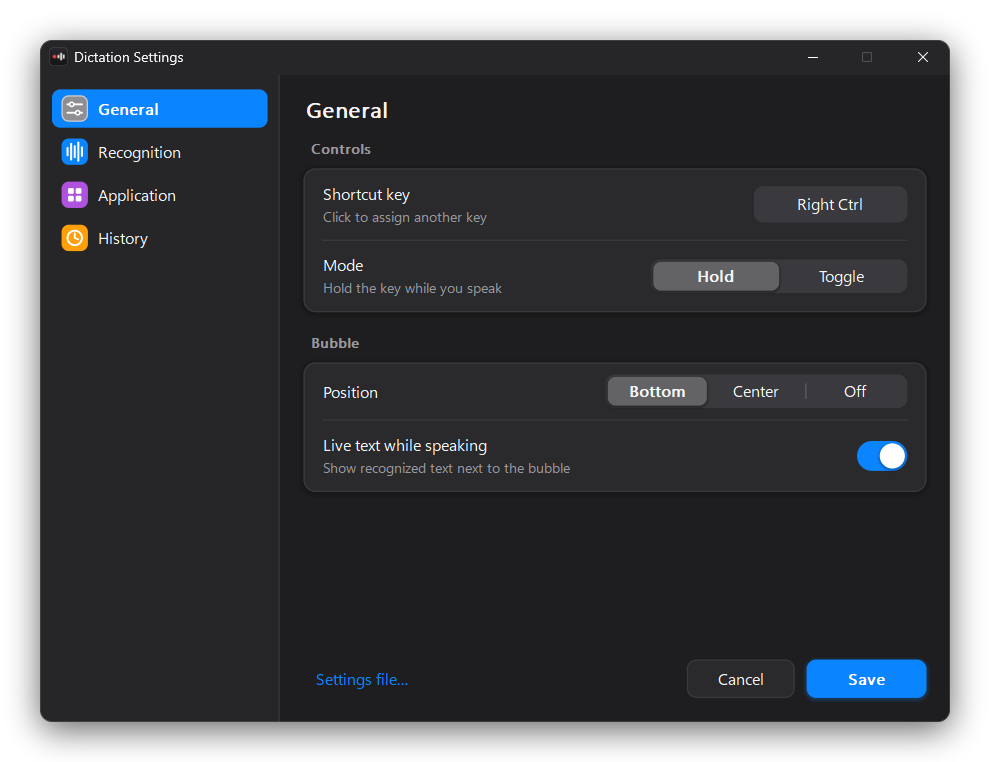 Dictation Settings
General
Recognition
Application
History
General
Controls
Shortcut key
Click to assign another key
Right Ctrl
Mode
Hold the key while you speak
Hold
Toggle
Bubble
Position
Bottom
Center
Off
Live text while speaking
Show recognized text next to the bubble
Settings file...
Cancel
Save